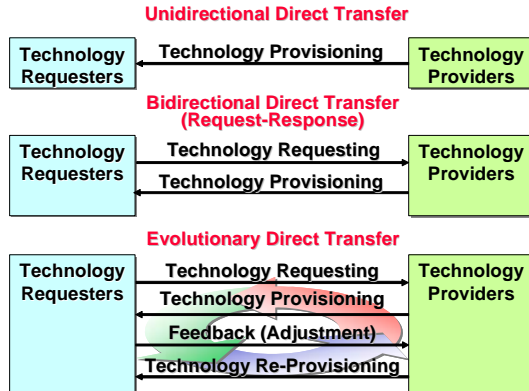 Unidirectional Direct Transfer
Technology Requesters
Technology Provisioning
Technology Providers
Bidirectional Direct Transfer
(Request-Response)
Technology Requesters
Technology Requesting
Technology Provisioning
Technology Providers
Evolutionary Direct Transfer
Technology Requesters
Technology Requesting
Technology Provisioning
Feedback (Adjustment)
Technology Re-Provisioning
Technology Providers